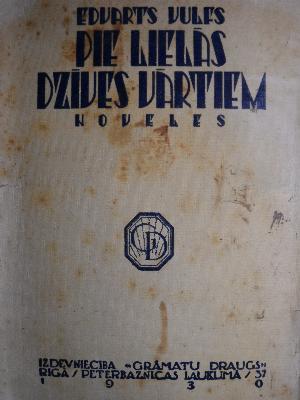 EDVARTS VULFS
PIE LIELĀS
DZĪVES VĀRTIEM
NOVELES
GD
IZDEVNIECĪBA «GRĀMATU DRAUGS»
RĪGĀ / PĒTERBAZNĪCAS LAUKUMĀ / 37
1930